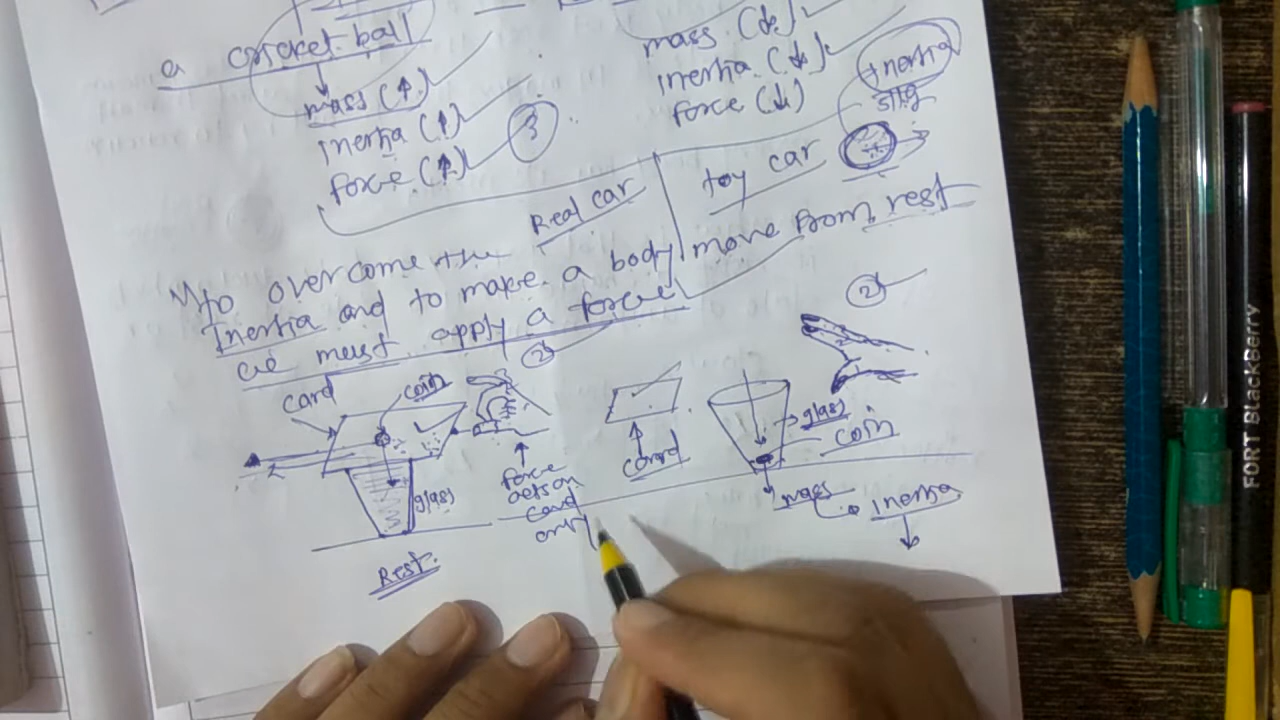 a cricket ball
mass (↑)
inertia (↑)
force (↑)
3
mass (↓)
inertia (↓)
force (↓)
Inertia
Real car
toy car
to overcome the
Inertia and to make a body move from rest
we must apply a force
2
2
card
coin
glass
Rest.
force
acts on
card
only
card
glass
coin
mass
inertia
FORT BlackBerry